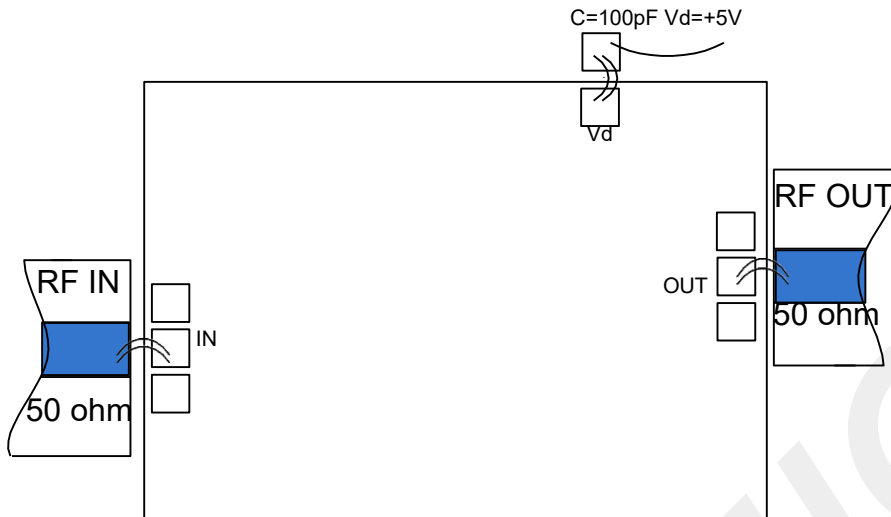 C=100pF Vd=+5V
Vd
RF OUT
OUT
50 ohm
RF IN
IN
50 ohm